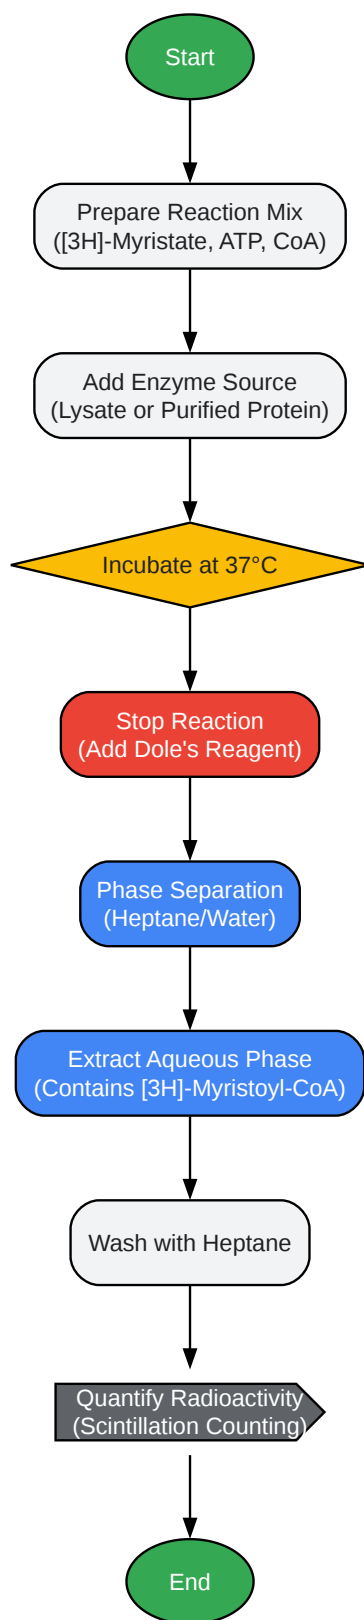 Start
Prepare Reaction Mix
([3H]-Myristate, ATP, CoA)
Add Enzyme Source
(Lysate or Purified Protein)
Incubate at 37°C
Stop Reaction
(Add Dole's Reagent)
Phase Separation
(Heptane/Water)
Extract Aqueous Phase
(Contains [3H]-Myristoyl-CoA)
Wash with Heptane
Quantify Radioactivity
(Scintillation Counting)
End